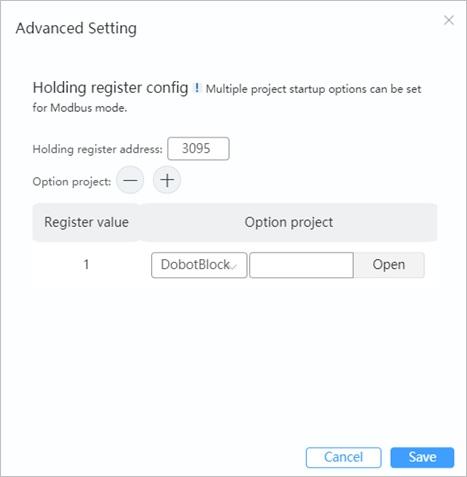 Advanced Setting
Holding register config ! Multiple project startup options can be set
for Modbus mode.
Holding register address: 3095
Option project: — +
Register value Option project
1 DobotBlock Open
Cancel Save